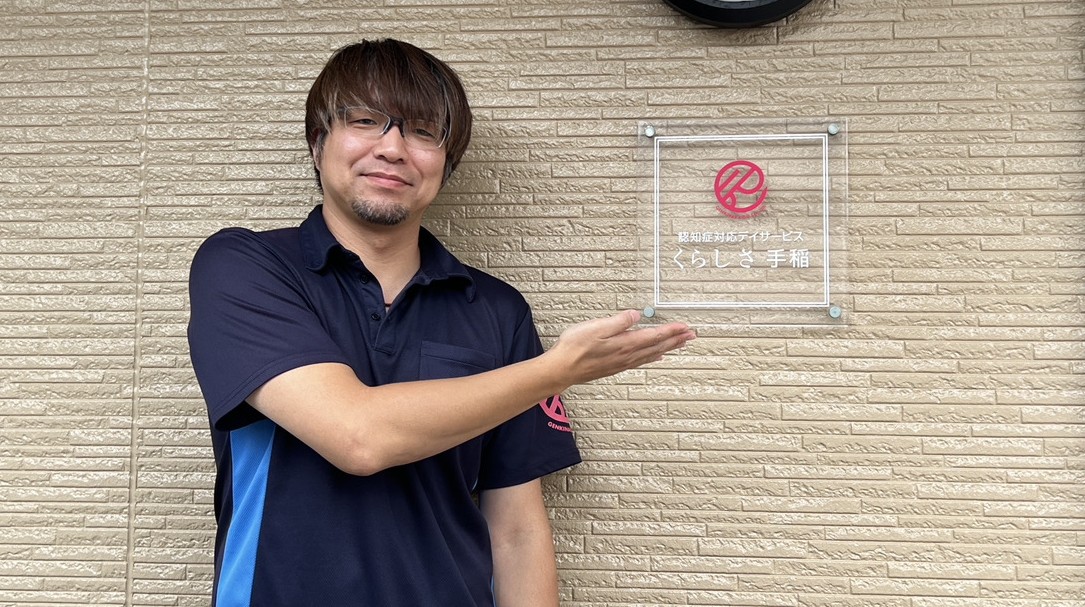 認知症対応デイサービス
くらしさ 手稲